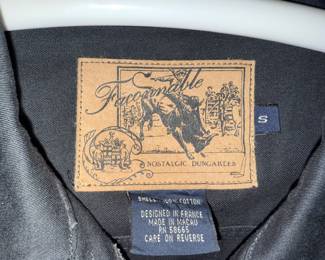 Façonnable
S
NOSTALGIC DUNGAREES
SHELL: 100% COTTON
DESIGNED IN FRANCE
MADE IN MACAU
RN 58665
CARE ON REVERSE